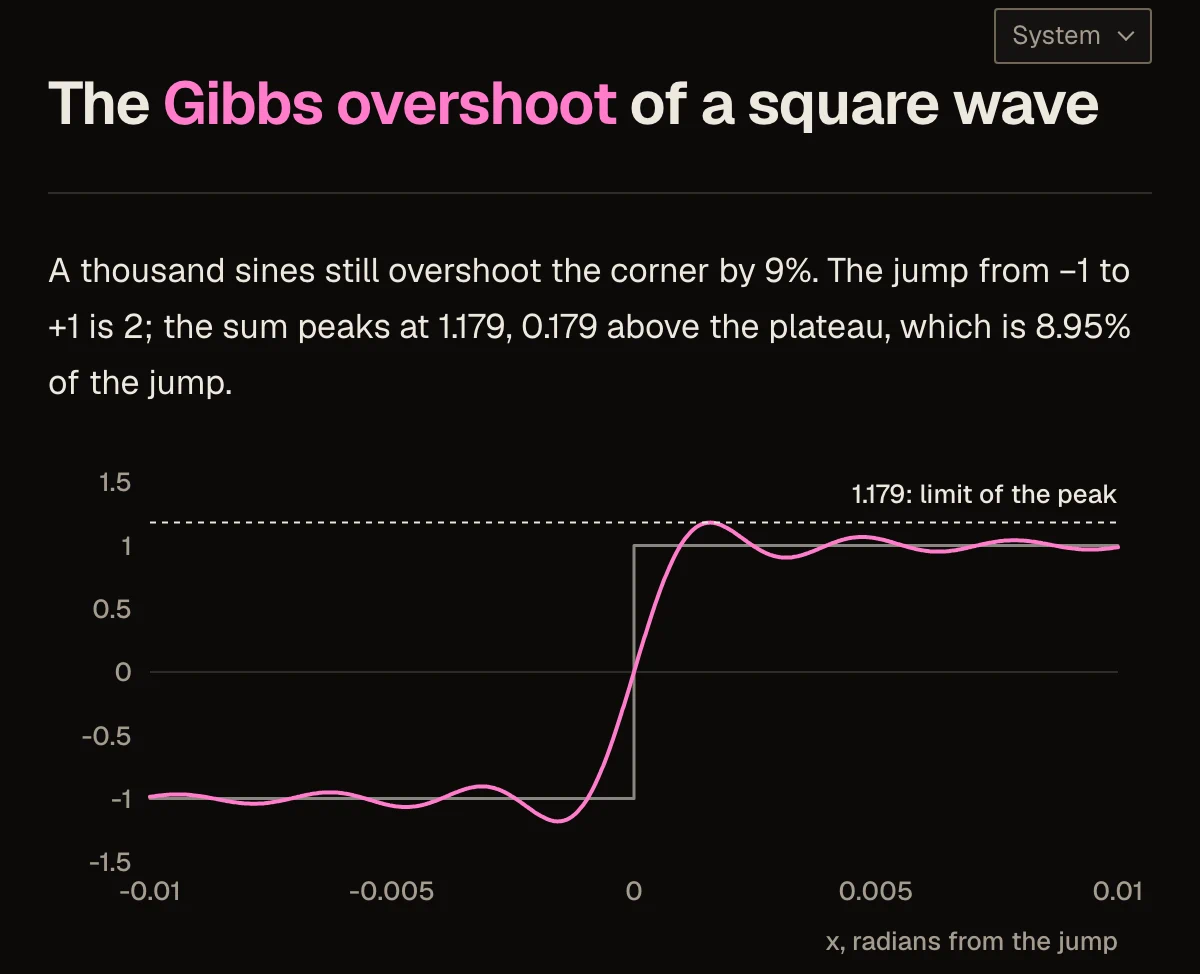 System
The Gibbs overshoot of a square wave
A thousand sines still overshoot the corner by 9%. The jump from −1 to
+1 is 2; the sum peaks at 1.179, 0.179 above the plateau, which is 8.95%
of the jump.
1.5
1.179: limit of the peak
1
0.5
0
-0.5
-1
-1.5
-0.01
-0.005
0
0.005
0.01
x, radians from the jump